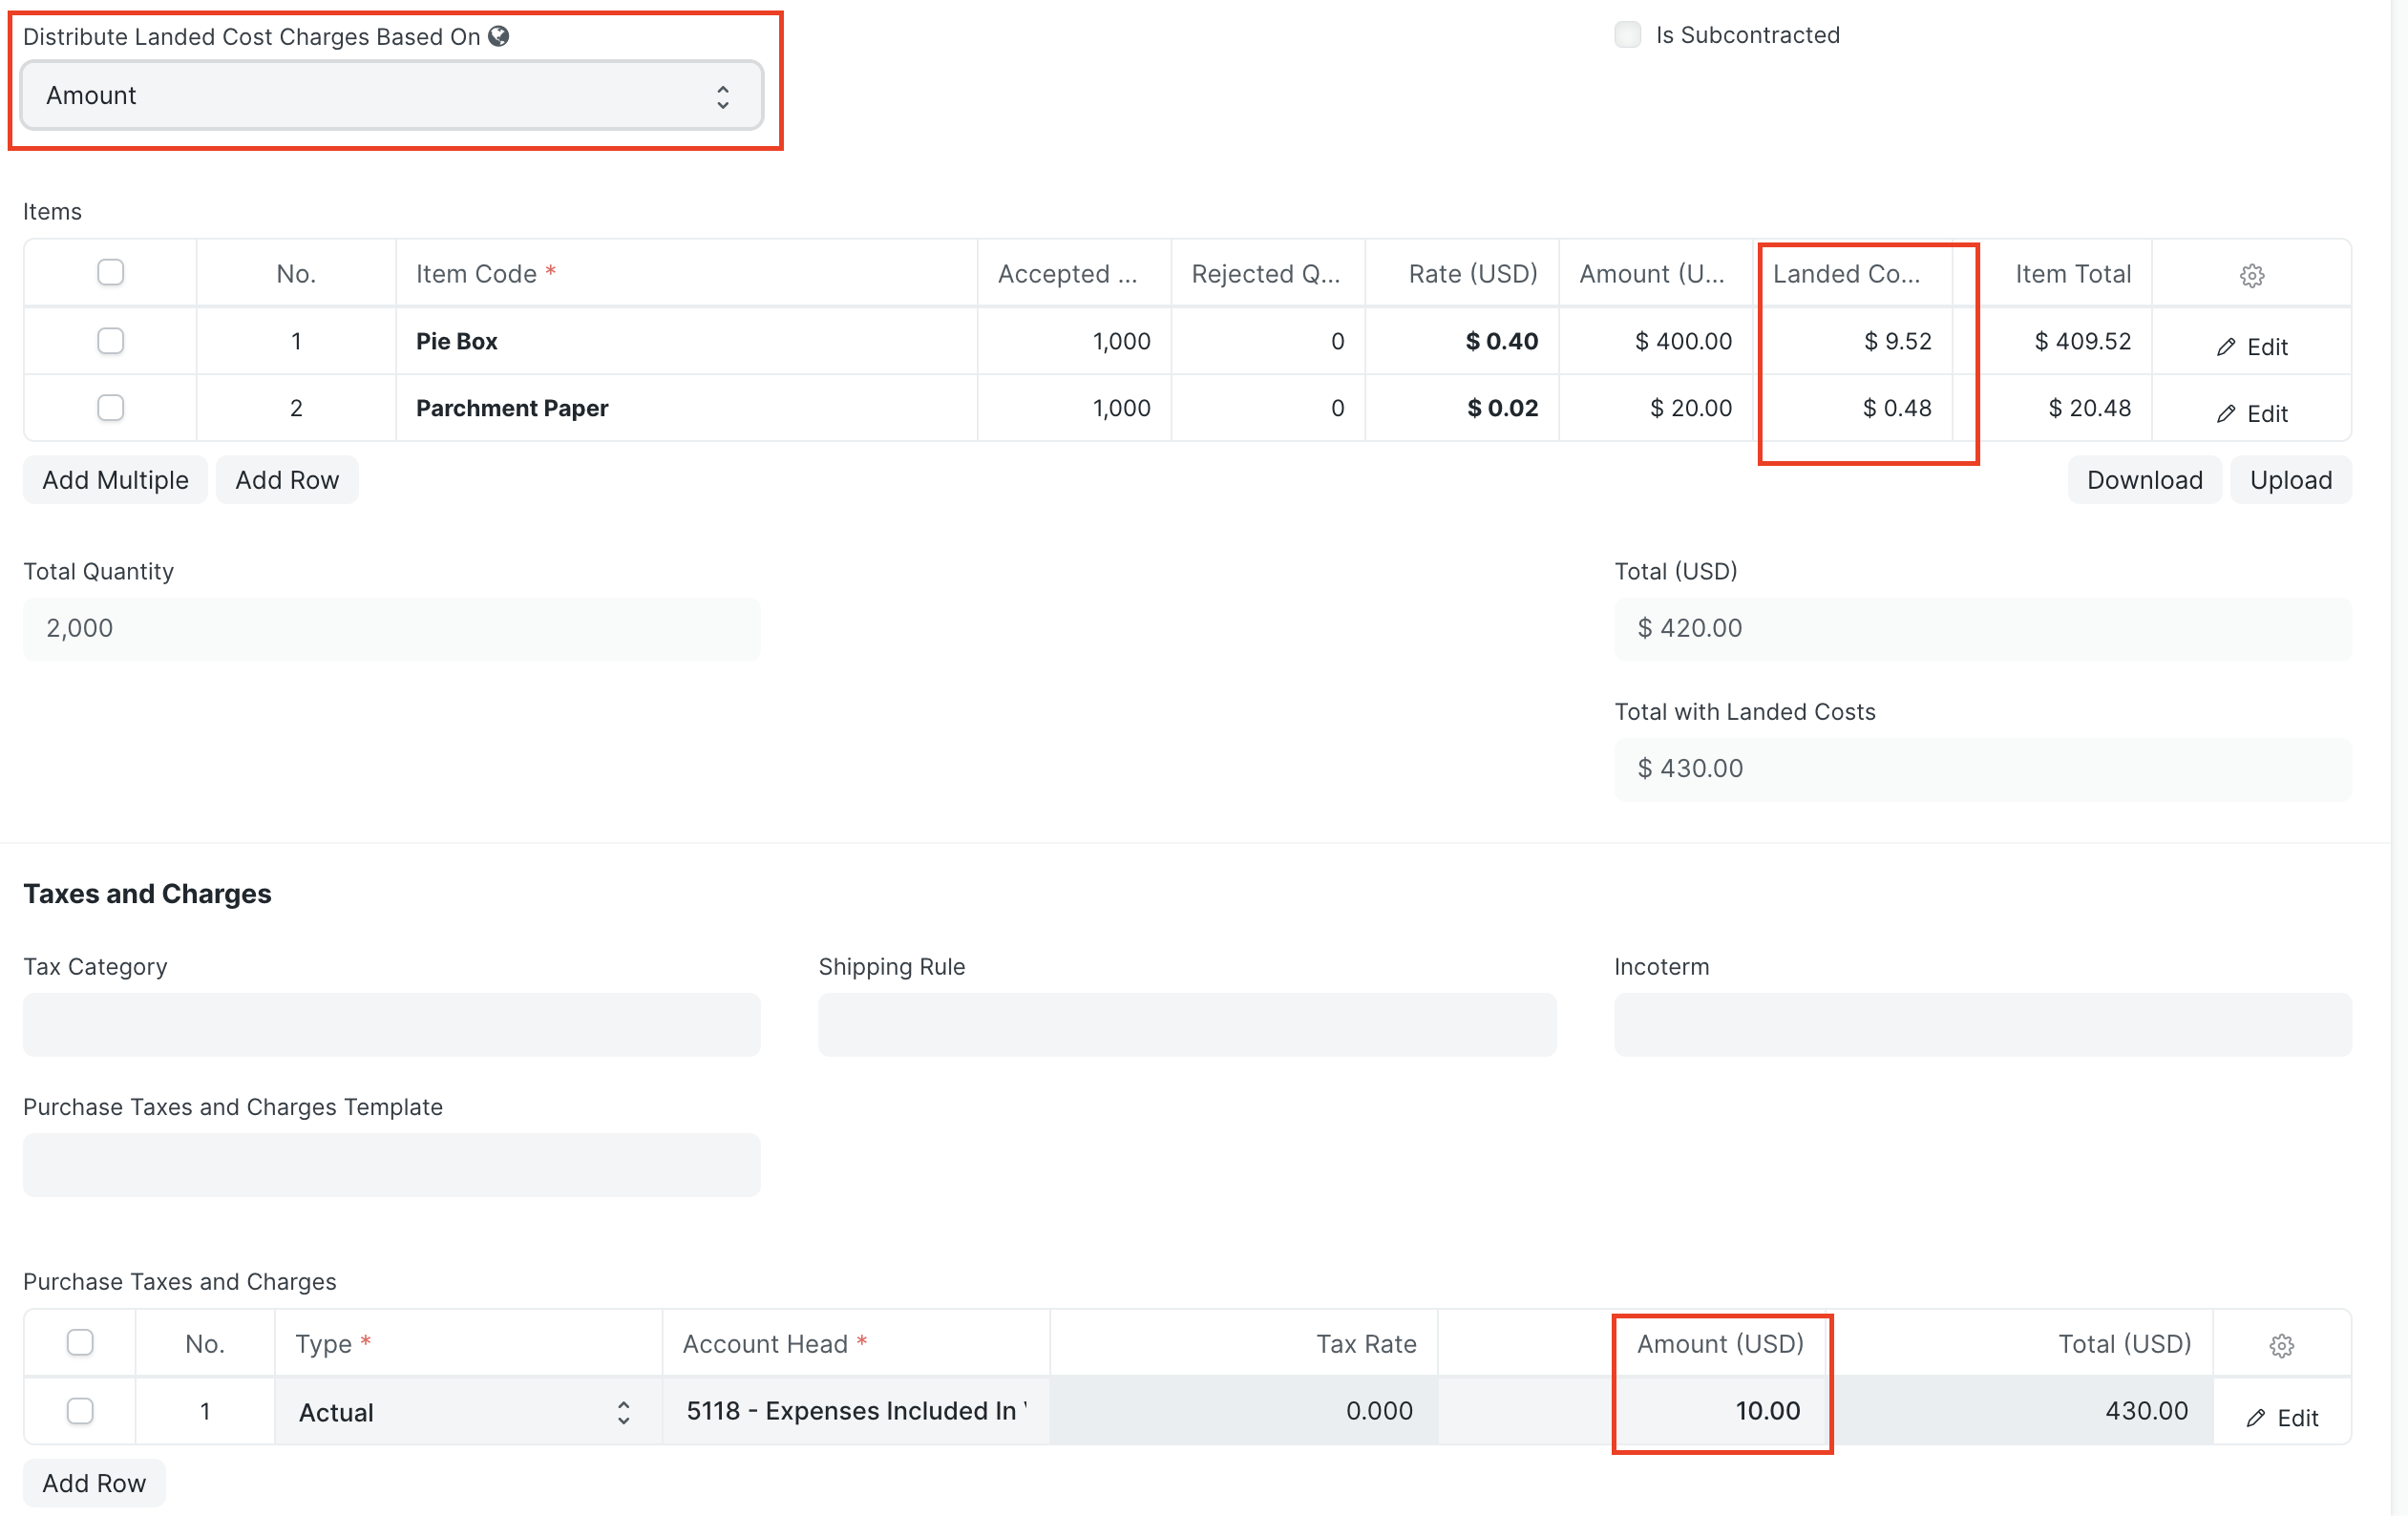 Distribute Landed Cost Charges Based On
Is Subcontracted
Amount
Items
No. Item Code * Accepted ... Rejected Q... Rate (USD) Amount (U... Landed Co... Item Total
1 Pie Box 1,000 0 $ 0.40 $ 400.00 $ 9.52 $ 409.52 Edit
2 Parchment Paper 1,000 0 $ 0.02 $ 20.00 $ 0.48 $ 20.48 Edit
Add Multiple Add Row Download Upload
Total Quantity Total (USD)
2,000 $ 420.00
Total with Landed Costs
$ 430.00
Taxes and Charges
Tax Category Shipping Rule Incoterm
Purchase Taxes and Charges Template
Purchase Taxes and Charges
No. Type * Account Head * Tax Rate Amount (USD) Total (USD)
1 Actual 5118 - Expenses Included In 0.000 10.00 430.00 Edit
Add Row